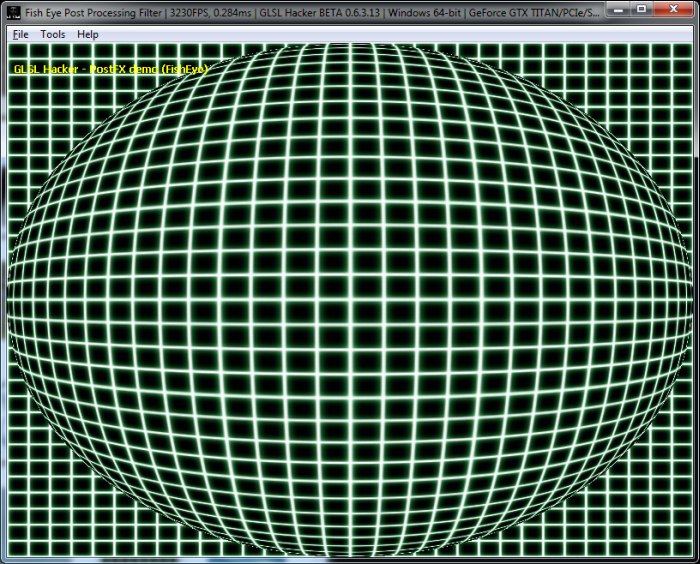 Fish Eye Post Processing Filter | 3230FPS, 0.284ms | GLSL Hacker BETA 0.6.3.13 | Windows 64-bit | GeForce GTX TITAN/PCIe/S...
File Tools Help
GLSL Hacker - PostFX demo (FishEye)